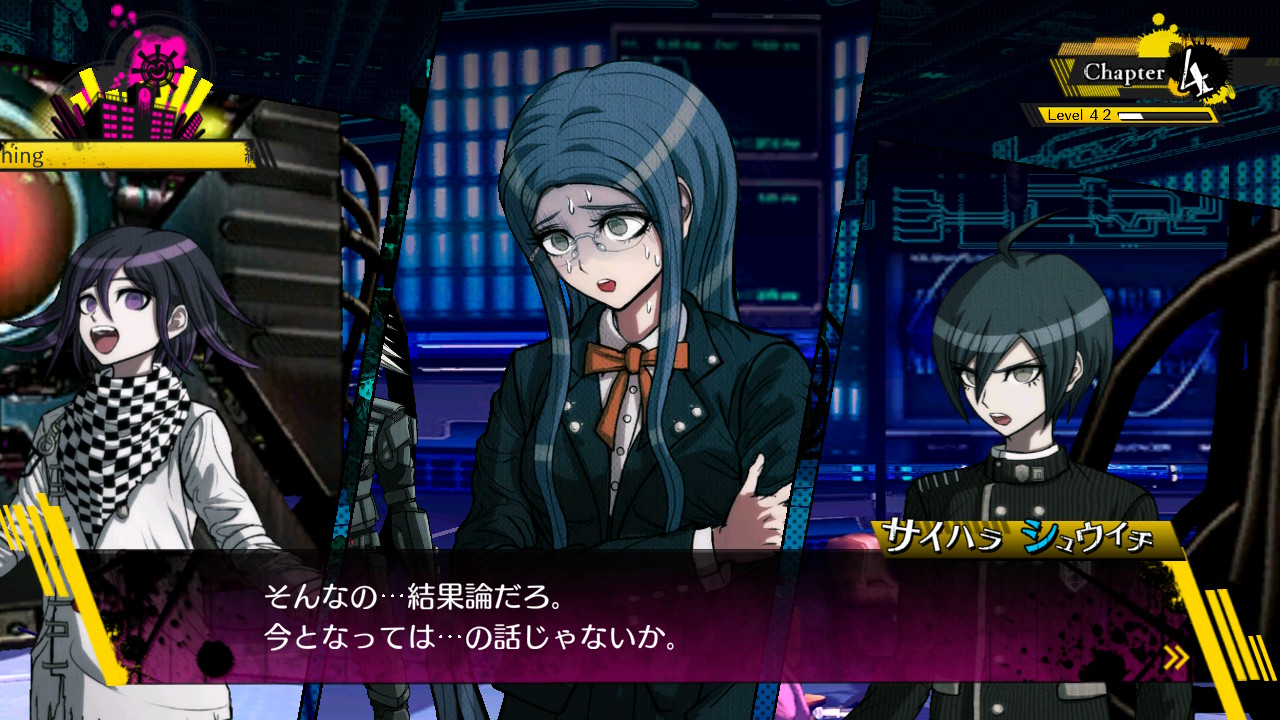 hing
Chapter 4
Level 42
サイハラ シュウイチ
そんなの…結果論だろ。
今となっては…の話じゃないか。